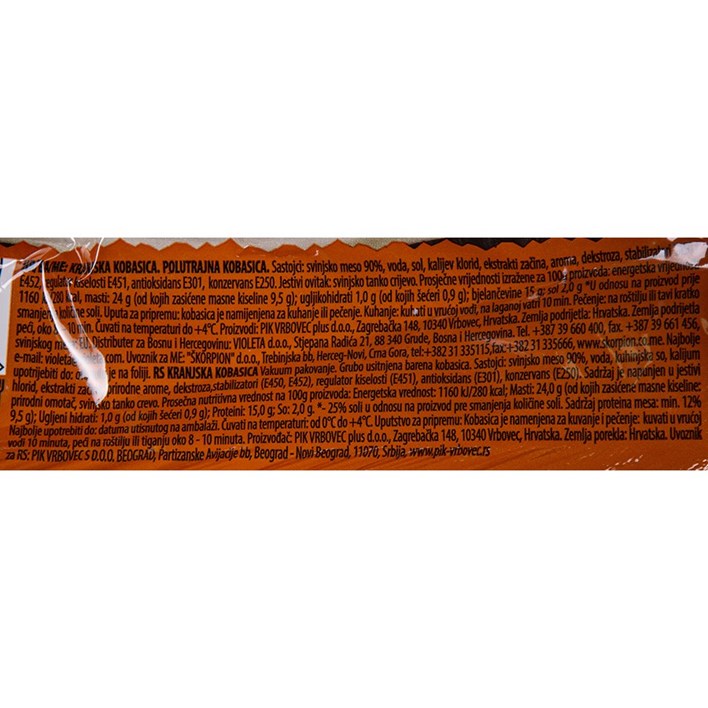 KRANJSKA KOBASICA. POLUTRAJNA KOBASICA. Sastojci: svinjsko meso 90%, voda, sol, kalijev klorid, ekstrakti začina, aroma, dekstroza,
E452, kiselosti E451, antioksidans E301, konzervans E250. Jestivi ovitak: svinjsko tanko crijevo. Prosječne vrijednosti izražene za 100g proizvoda: energetska
1160 280 kcal, masti: 24 g (od kojih zasićene masne kiseline 9,5 g); ugljikohidrati 1,0 g (od kojih šećeri 0,9 g); bjelančevine 15 g; sol 2,0 g *U odnosu na proizvod prije
smanjenja količine soli. Uputa za pripremu: kobasica je namijenjena za kuhanje ili pečenje. Kuhanje: kuhati u vrućoj vodi, na laganoj vatri 10 min. Pečenje: na roštilju ili tavi kratko
peći, oko 10 min. Čuvati na temperaturi do +4°C. Proizvodi: PIK VRBOVEC plus d.o.o., Zagrebačka 148, 10340 Vrbovec, Hrvatska. Zemlja podrijetla: Hrvatska. Zemlja podrijetla
svinjskog EU. Distributer za Bosnu i Hercegovinu: VIOLETA d.o.o., Stjepana Radića 21, 88 340 Grude, Bosna i Hercegovina. Tel. +387 39 660 400, fax. +387 39 661 456,
e-mail: Uvoznik za ME: "ŠKORPION" d.o.o., Trebinjska bb, Herceg-Novi, Crna Gora, tel:+382 31 335115,fax:+382 31 335666, www.skorpion.co.me. Najbolje
upotrijebiti do: na foliji. RS KRANJSKA KOBASICA Vakuum pakovanje. Grubo usitnjena barena kobasica. Sastojci: svinjsko meso 90%, voda, kuhinjska so, kalijum
hlorid, ekstrakti prirodne arome, dekstroza,stabilizatori (E450, E452), regulator kiselosti (E451), antioksidans (E301), konzervans (E250). Sadržaj je napunjen u jestivi
prirodni omotač, svinjsko tanko crevo. Prosečna nutritivna vrednost na 100g proizvoda: Energetska vrednost: 1160 kJ/280 kcal; Masti: 24,0 g (od kojih zasićene masne kiseline:
9,5 g); Ugljeni hidrati: 1,0 g (od kojih šećeri 0,9 g); Proteini: 15,0 g; So: 2,0 g. *- 25% soli u odnosu na proizvod pre smanjenja količine soli. Sadržaj proteina mesa: min. 12%
Najbolje upotrebiti do: datuma utisnutog na ambalaži. Čuvati na temperaturi: od 0°C do +4°C. Uputstvo za pripremu: Kobasica je namenjena za kuvanje i pečenje: kuvati u vrućoj
vodi 10 minuta, peći na roštilju ili tiganju oko 8 - 10 minuta. Proizvođač: PIK VRBOVEC plus d.o.o., Zagrebačka 148, 10340 Vrbovec, Hrvatska. Zemlja porekla: Hrvatska. Uvoznik
za RS: PIK VRBOVEC S D.O.O. BEOGRAD, Partizanske Avijacije bb, Beograd - Novi Beograd, 11070, Srbija, www.pik-vrbovec.rs